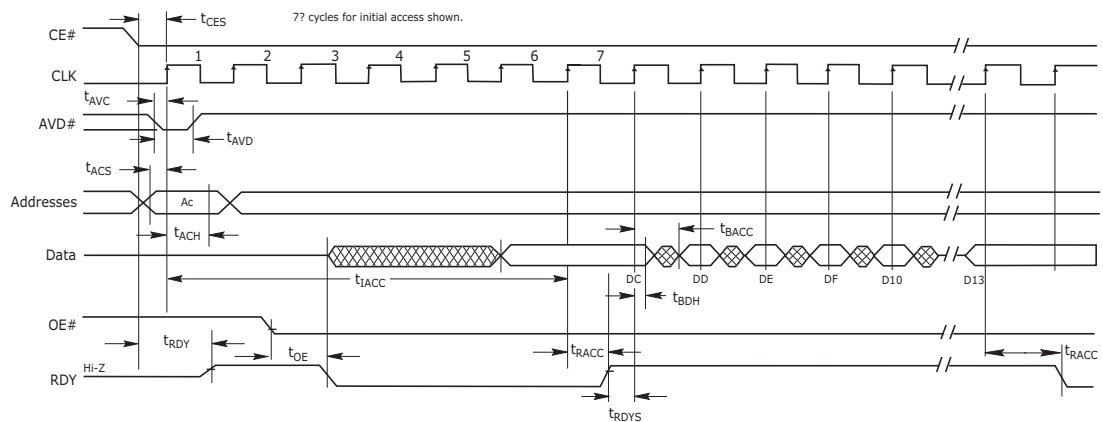 7? cycles for initial access shown.
tCES
CE#
1 2 3 4 5 6 7
CLK
tAVC
AVD#
tAVD
tACS
Addresses
Ac
tACH
tBACC
Data
DC DD DE DF D10 D13
tIACC
tBDH
OE#
tRDY
tOE
tRACC
tRACC
Hi-Z
RDY
tRDYS